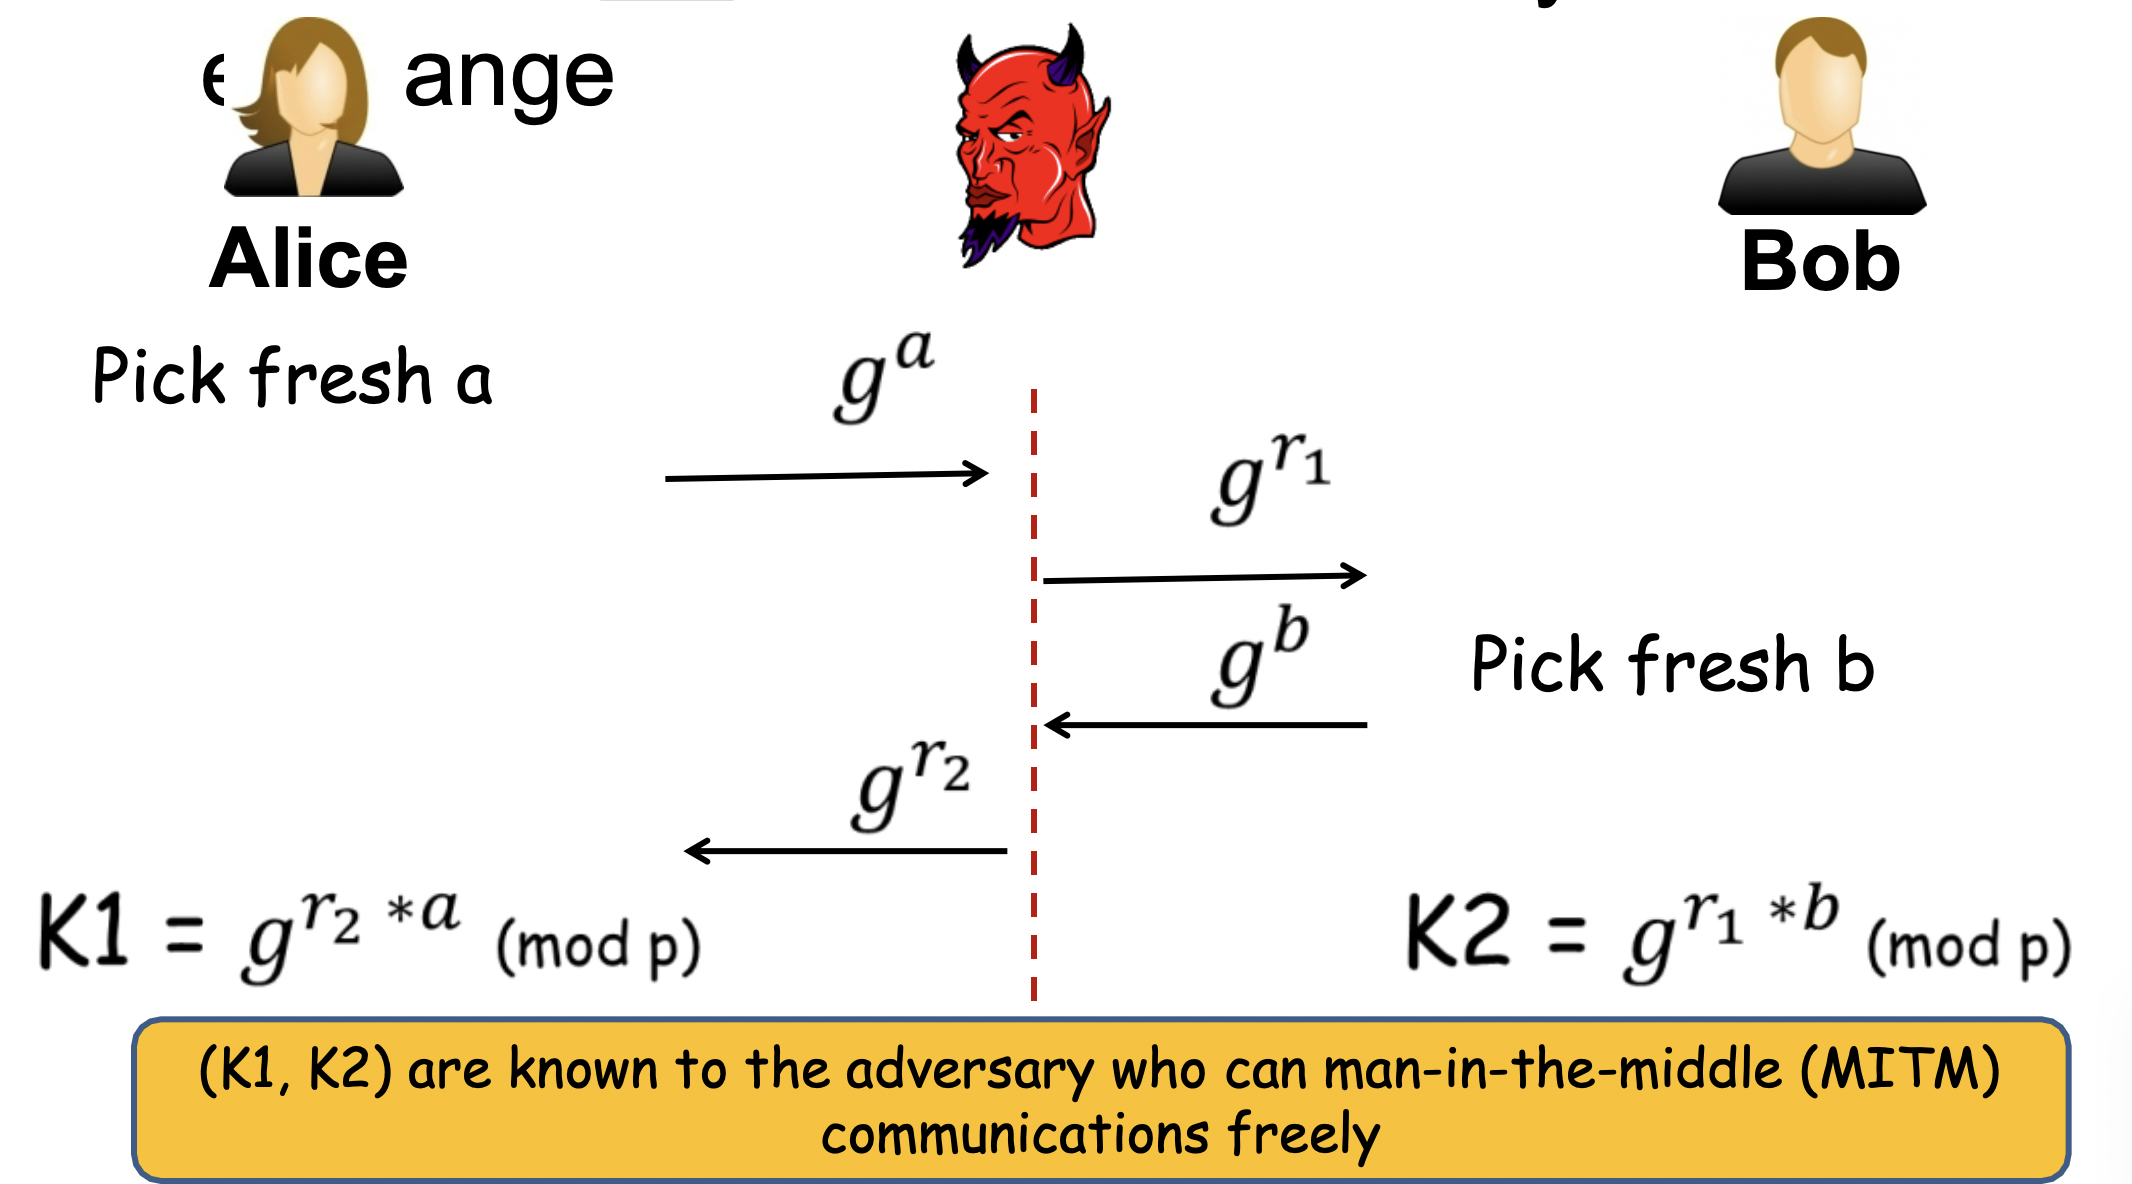 ange
Alice
Bob
Pick fresh a
g^a
g^{r_1}
g^b
Pick fresh b
g^{r_2}
K1 = g^{r_2 *a} (mod p)
K2 = g^{r_1 *b} (mod p)
(K1, K2) are known to the adversary who can man-in-the-middle (MITM)
communications freely